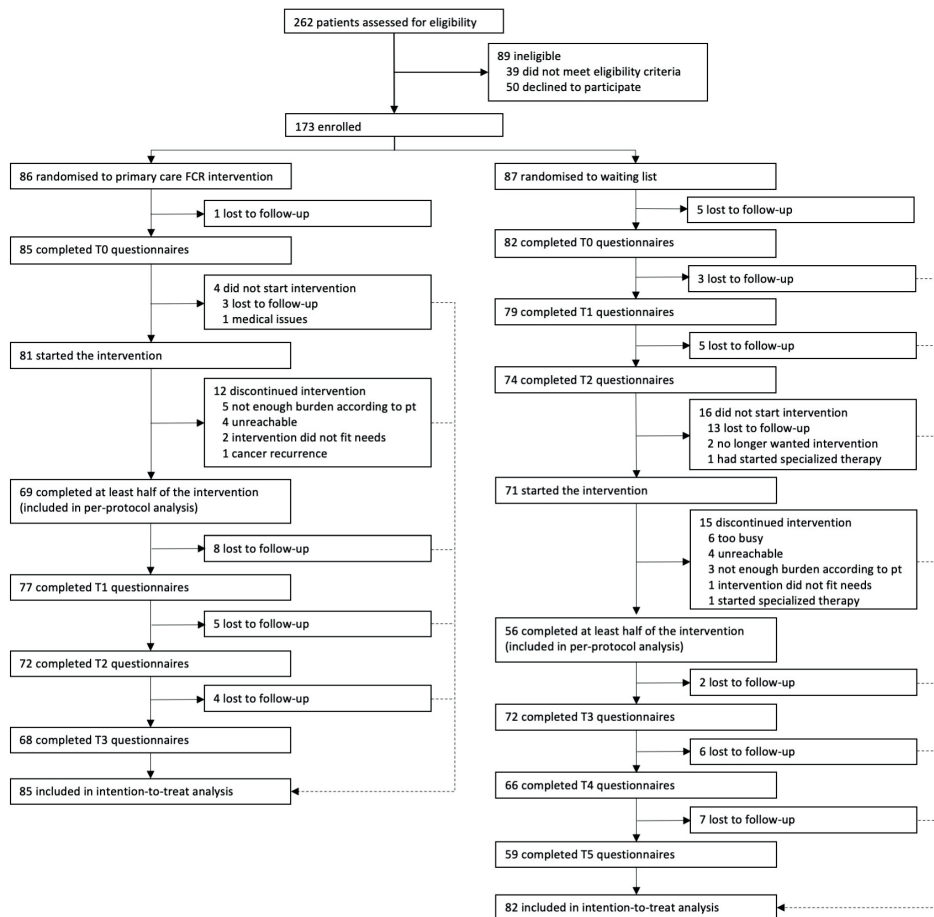 262 patients assessed for eligibility
89 ineligible
39 did not meet eligibility criteria
50 declined to participate
173 enrolled
86 randomised to primary care FCR intervention
1 lost to follow-up
85 completed T0 questionnaires
4 did not start intervention
3 lost to follow-up
1 medical issues
81 started the intervention
12 discontinued intervention
5 not enough burden according to pt
4 unreachable
2 intervention did not fit needs
1 cancer recurrence
69 completed at least half of the intervention
(included in per-protocol analysis)
8 lost to follow-up
77 completed T1 questionnaires
5 lost to follow-up
72 completed T2 questionnaires
4 lost to follow-up
68 completed T3 questionnaires
85 included in intention-to-treat analysis
87 randomised to waiting list
5 lost to follow-up
82 completed T0 questionnaires
3 lost to follow-up
79 completed T1 questionnaires
5 lost to follow-up
74 completed T2 questionnaires
16 did not start intervention
13 lost to follow-up
2 no longer wanted intervention
1 had started specialized therapy
71 started the intervention
15 discontinued intervention
6 too busy
4 unreachable
3 not enough burden according to pt
1 intervention did not fit needs
1 started specialized therapy
56 completed at least half of the intervention
(included in per-protocol analysis)
2 lost to follow-up
72 completed T3 questionnaires
6 lost to follow-up
66 completed T4 questionnaires
7 lost to follow-up
59 completed T5 questionnaires
82 included in intention-to-treat analysis